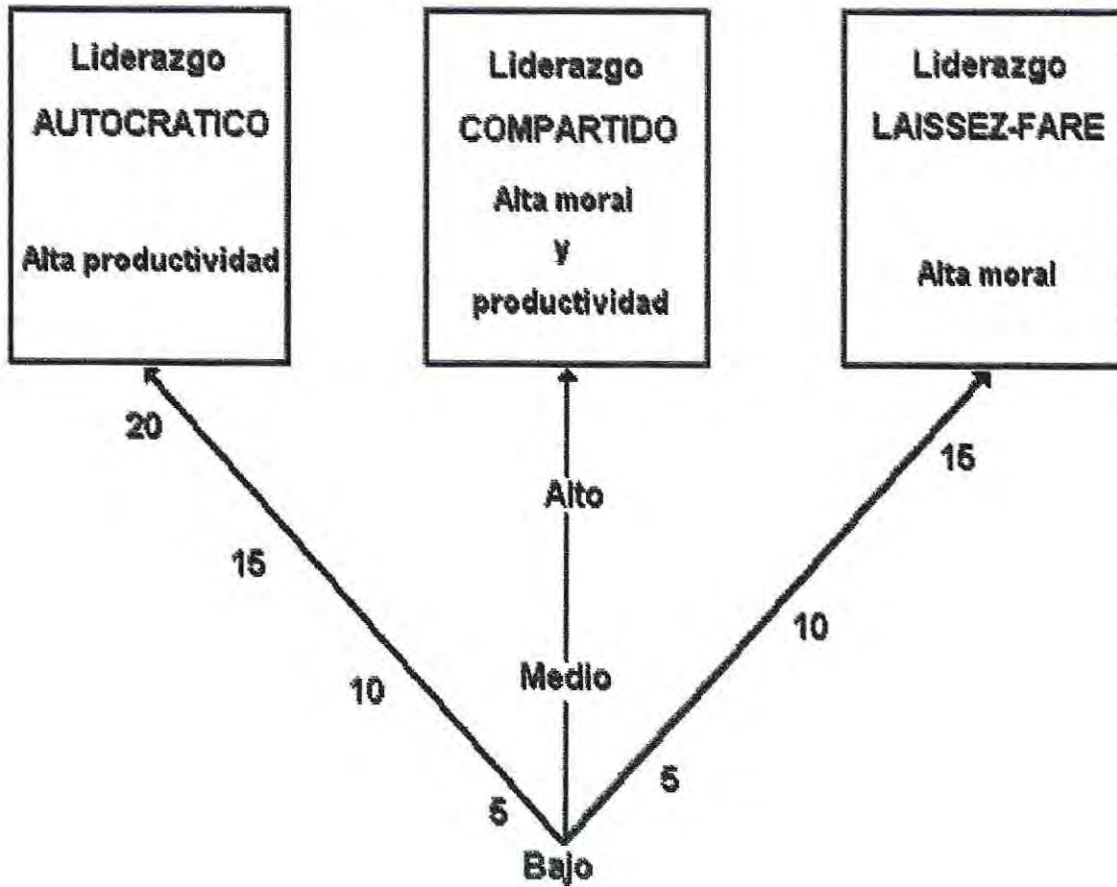 Liderazgo
AUTOCRATICO
Alta productividad
Liderazgo
COMPARTIDO
Alta moral
y
productividad
Liderazgo
LAISSEZ-FARE
Alta moral
20
15
10
5
Alto
Medio
Bajo
15
10
5